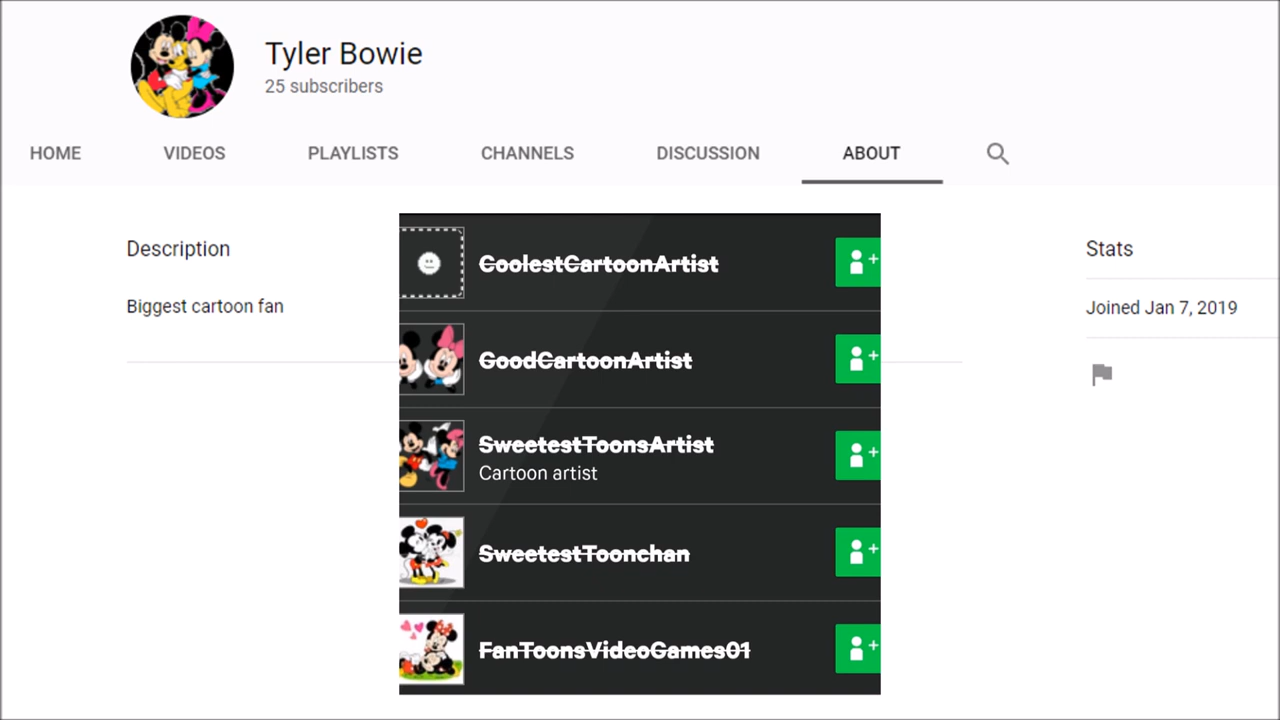 Tyler Bowie
25 subscribers
HOME VIDEOS PLAYLISTS CHANNELS DISCUSSION ABOUT
Description
Biggest cartoon fan
CoolestCartoonArtist
GoodCartoonArtist
SweetestToonsArtist
Cartoon artist
SweetestToonchan
FanToonsVideoGames01
Stats
Joined Jan 7, 2019